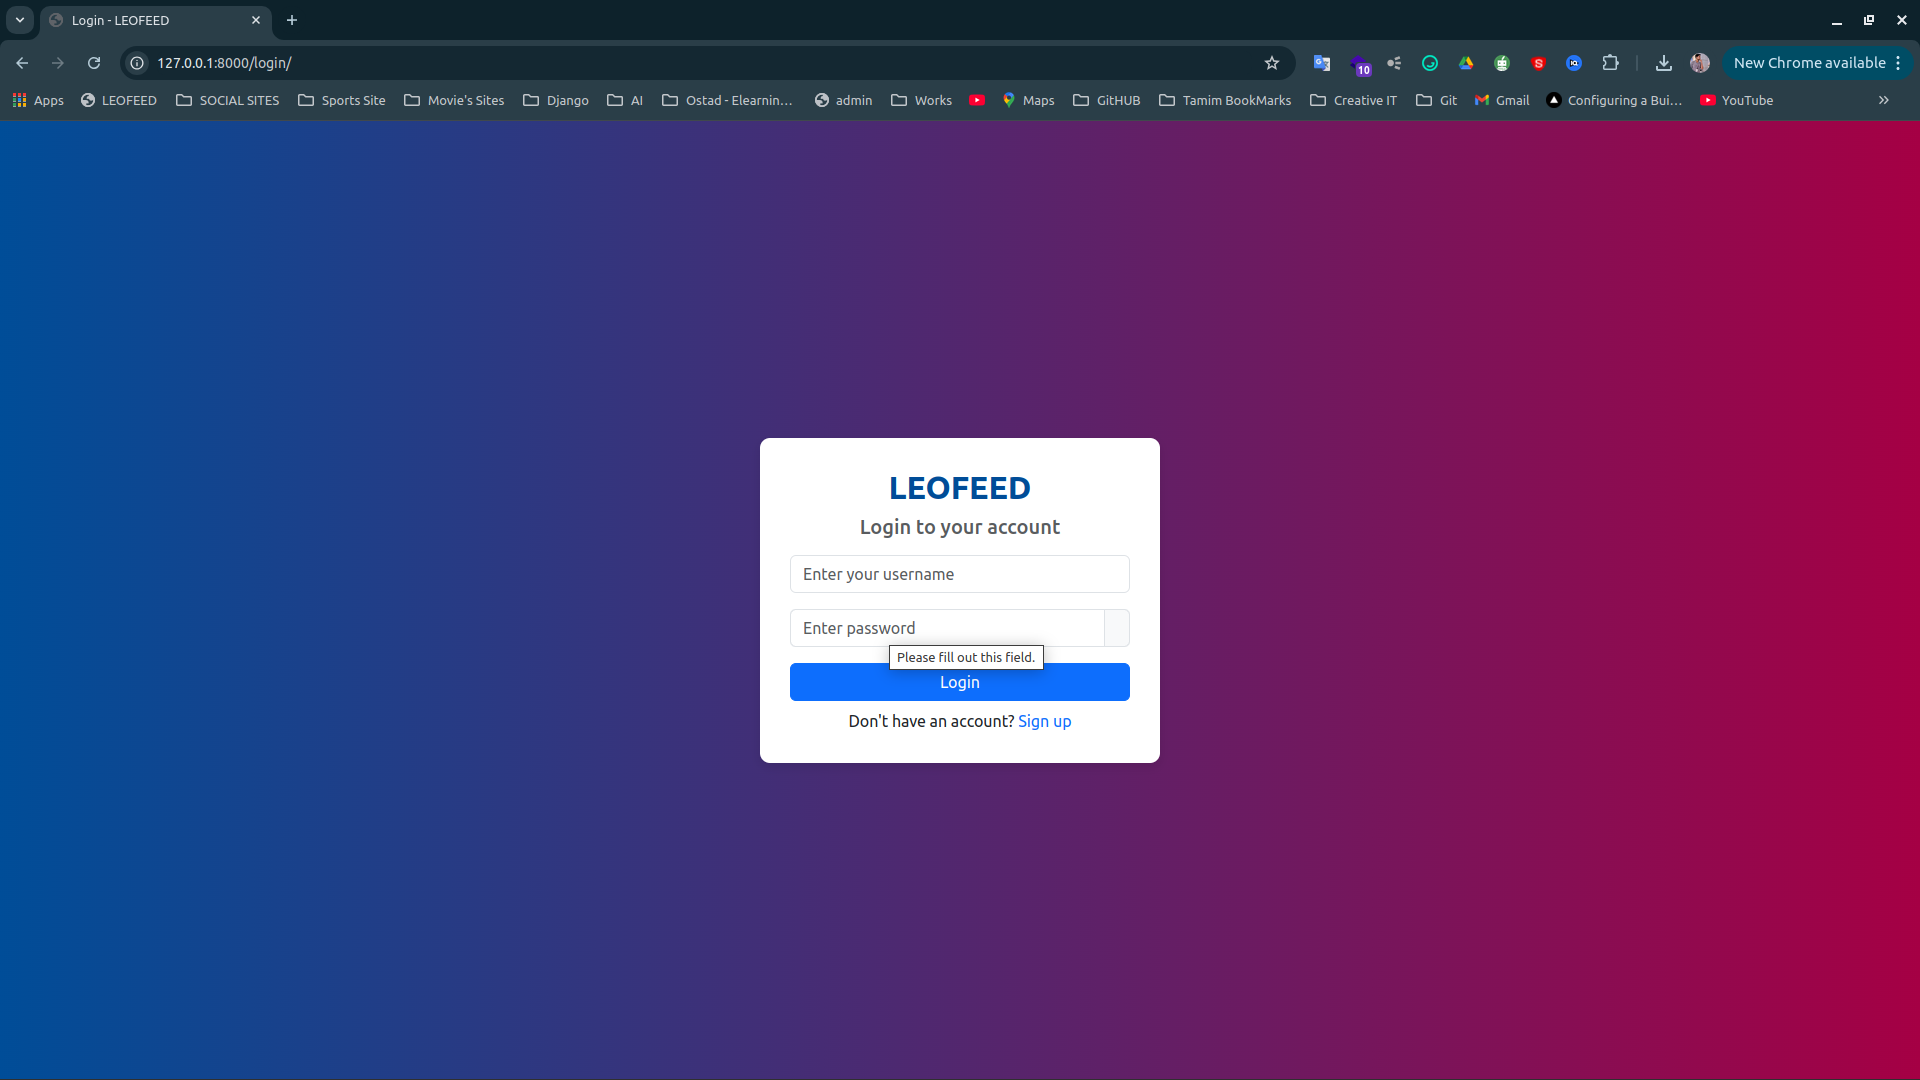 Login - LEOFEED
127.0.0.1:8000/login/
10
New Chrome available
Apps LEOFEED SOCIAL SITES Sports Site Movie's Sites Django AI Ostad - Elearnin... admin Works Maps GitHUB Tamim BookMarks Creative IT Git Gmail Configuring a Bui... YouTube
LEOFEED
Login to your account
Enter your username
Enter password
Please fill out this field.
Login
Don't have an account? Sign up